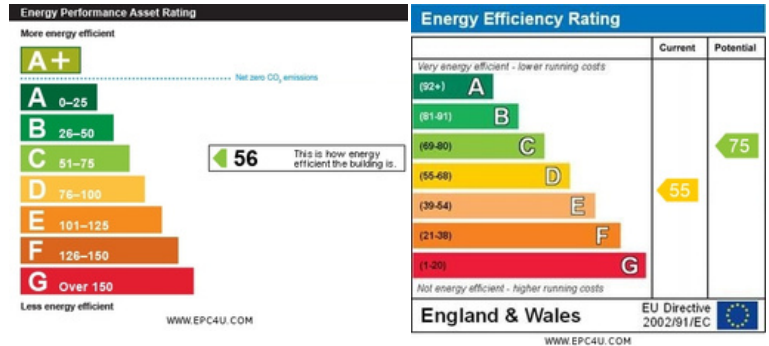 Energy Performance Asset Rating
More energy efficient
A+
Net zero CO₂ emissions
A 0–25
B 26–50
C 51–75
56 This is how energy
efficient the building is.
D 76–100
E 101–125
F 126–150
G Over 150
Less energy efficient
WWW.EPC4U.COM
Energy Efficiency Rating
Current Potential
Very energy efficient - lower running costs
(92+) A
(81-91) B
(69-80) C
75
(55-68) D
55
(39-54) E
(21-38) F
(1-20) G
Not energy efficient - higher running costs
England & Wales
EU Directive
2002/91/EC
WWW.EPC4U.COM